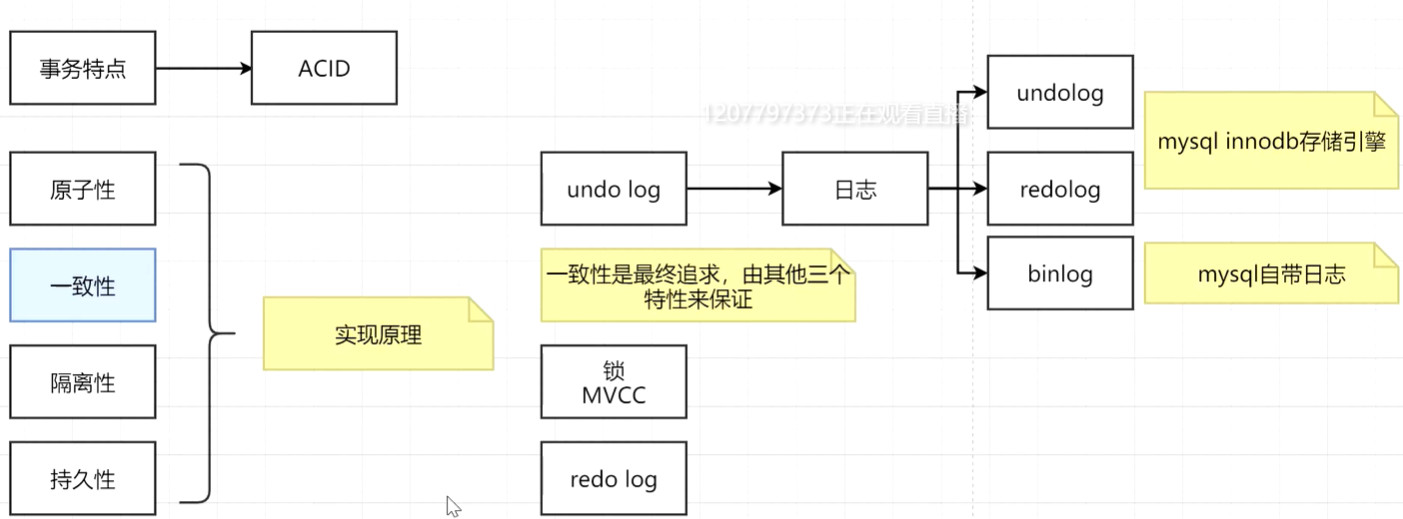 事务特点
ACID
undolog
1207797373正在观看直播
mysql innodb存储引擎
原子性
undo log
日志
redolog
一致性
一致性是最终追求，由其他三个
特性来保证
binlog
mysql自带日志
实现原理
隔离性
锁
MVCC
持久性
redo log